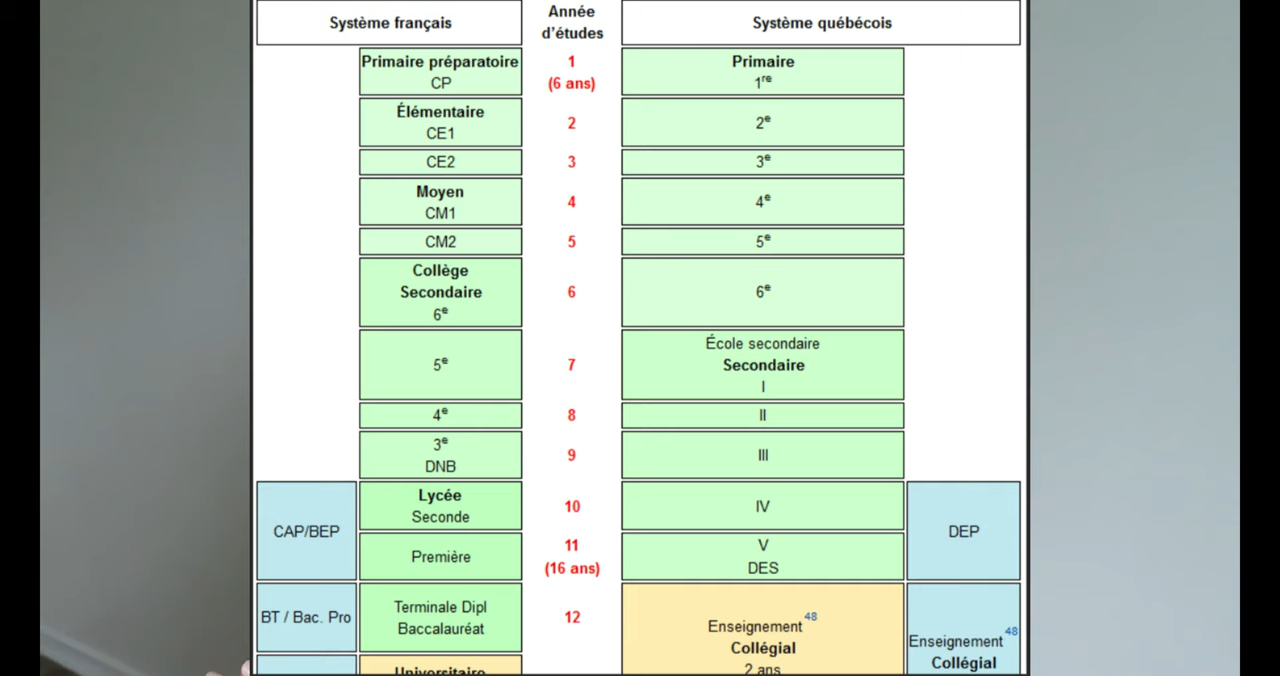 Système français
Année
d'études
Système québécois
Primaire préparatoire
CP
1
(6 ans)
Primaire
1re
Élémentaire
CE1
2
2e
CE2
3
3e
Moyen
CM1
4
4e
CM2
5
5e
Collège
Secondaire
6e
6
6e
5e
7
École secondaire
Secondaire
I
4e
8
II
3e
DNB
9
III
CAP/BEP
Lycée
Seconde
10
IV
DEP
Première
11
(16 ans)
V
DES
BT / Bac. Pro
Terminale Dipl
Baccalauréat
12
Enseignement 48
Collégial
2 ans
Enseignement 48
Collégial
Universitaire